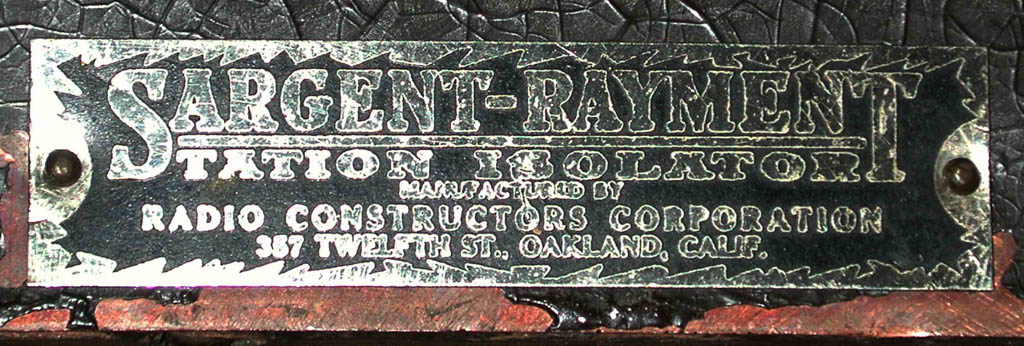 SARGENT-RAYMENT
STATION ISOLATOR
MANUFACTURED BY
RADIO CONSTRUCTORS CORPORATION
357 TWELFTH ST., OAKLAND, CALIF.